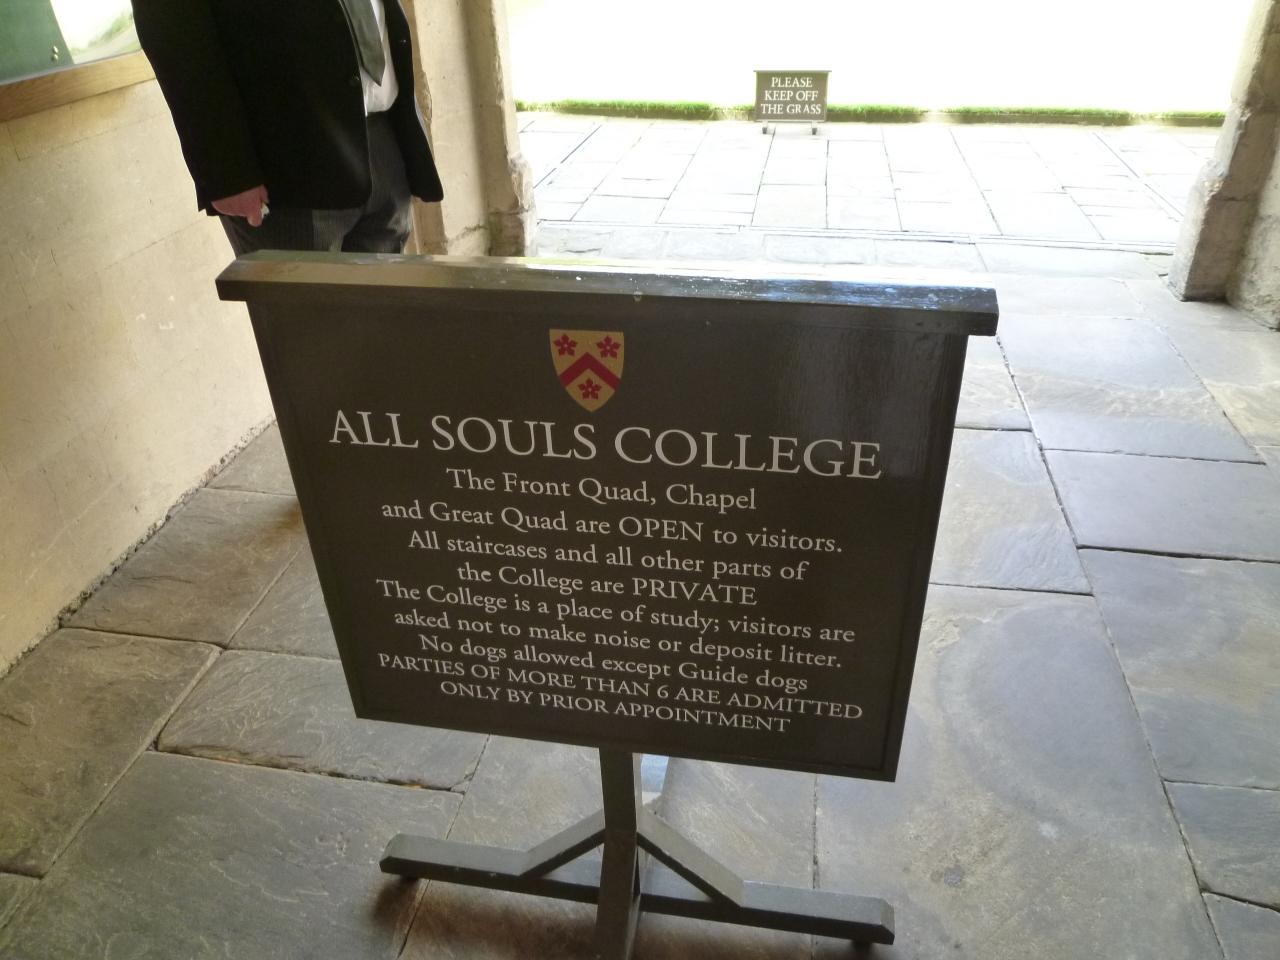 PLEASE
KEEP OFF
THE GRASS
ALL SOULS COLLEGE
The Front Quad, Chapel
and Great Quad are OPEN to visitors.
All staircases and all other parts of
the College are PRIVATE
The College is a place of study; visitors are
asked not to make noise or deposit litter.
No dogs allowed except Guide dogs
PARTIES OF MORE THAN 6 ARE ADMITTED
ONLY BY PRIOR APPOINTMENT